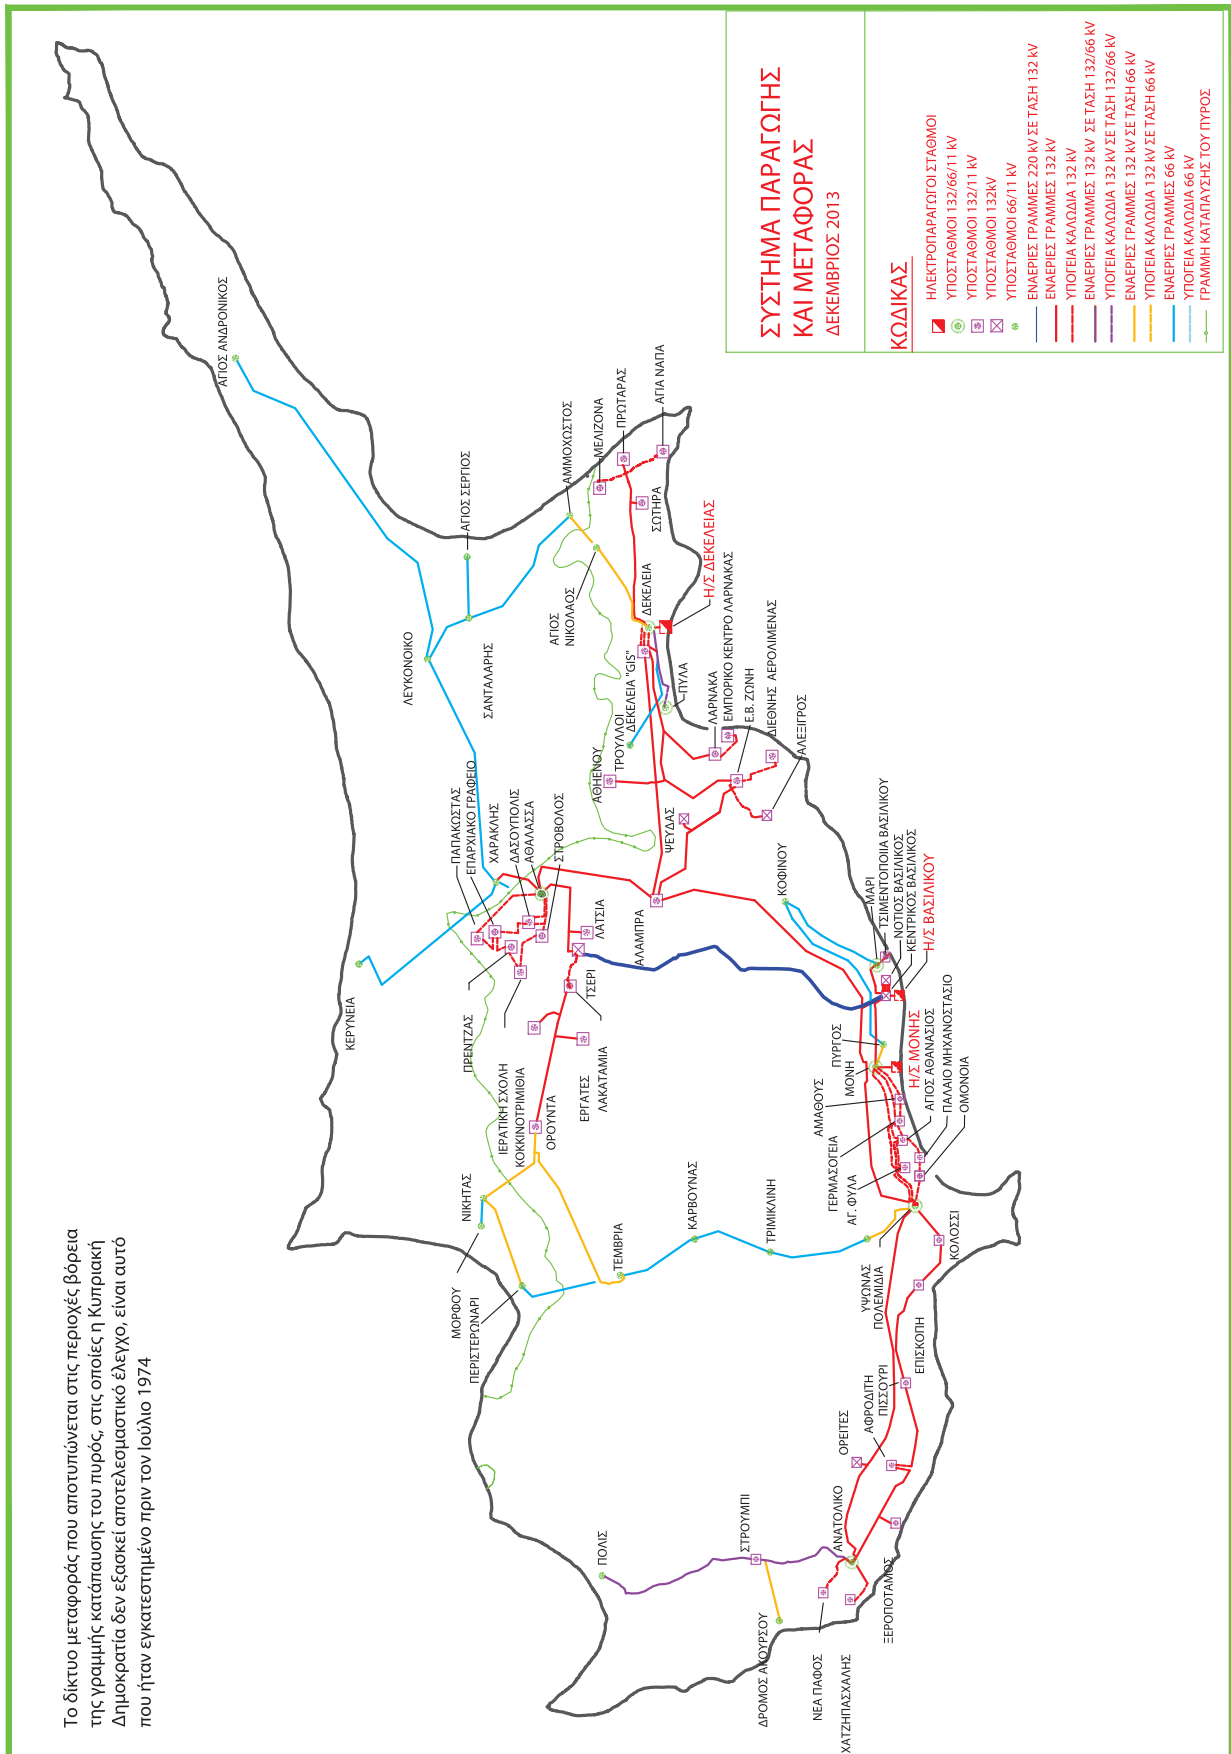 Το δίκτυο μεταφοράς που αποτυπώνεται στις περιοχές βόρεια
της γραμμής κατάπαυσης του πυρός, στις οποίες η Κυπριακή
Δημοκρατία δεν εξασκεί αποτελεσμαστικό έλεγχο, είναι αυτό
που ήταν εγκατεστημένο πριν τον Ιούλιο 1974
ΑΓΙΟΣ ΑΝΔΡΟΝΙΚΟΣ
ΚΕΡΥΝΕΙΑ
ΛΕΥΚΟΝΟΙΚΟ
ΑΓΙΟΣ ΣΕΡΓΙΟΣ
ΣΑΝΤΑΛΑΡΗΣ
ΑΜΜΟΧΩΣΤΟΣ
ΑΓΙΟΣ
ΝΙΚΟΛΑΟΣ
ΜΕΛΙΖΟΝΑ
ΠΡΩΤΑΡΑΣ
ΑΓΙΑ ΝΑΠΑ
ΣΩΤΗΡΑ
ΔΕΚΕΛΕΙΑ
Η/Σ ΔΕΚΕΛΕΙΑΣ
ΔΕΚΕΛΕΙΑ "GIS"
ΤΡΟΥΛΛΟΙ
ΑΘΗΕΝΟΥ
ΠΥΛΑ
ΛΑΡΝΑΚΑ
ΕΜΠΟΡΙΚΟ ΚΕΝΤΡΟ ΛΑΡΝΑΚΑΣ
Ε.Β. ΖΩΝΗ
ΔΙΕΘΝΗΣ ΑΕΡΟΛΙΜΕΝΑΣ
ΑΛΕΞΙΓΡΟΣ
ΨΕΥΔΑΣ
ΠΑΠΑΚΩΣΤΑΣ
ΕΠΑΡΧΙΑΚΟ ΓΡΑΦΕΙΟ
ΧΑΡΑΚΛΗΣ
ΔΑΣΟΥΠΟΛΙΣ
ΑΘΑΛΑΣΣΑ
ΣΤΡΟΒΟΛΟΣ
ΛΑΤΣΙΑ
ΑΛΑΜΠΡΑ
ΤΣΕΡΙ
ΠΡΕΝΤΖΑΣ
ΙΕΡΑΤΙΚΗ ΣΧΟΛΗ
ΚΟΚΚΙΝΟΤΡΙΜΙΘΙΑ
ΟΡΟΥΝΤΑ
ΕΡΓΑΤΕΣ
ΛΑΚΑΤΑΜΙΑ
ΚΟΦΙΝΟΥ
ΜΑΡΙ
ΤΣΙΜΕΝΤΟΠΟΙΙΑ ΒΑΣΙΛΙΚΟΥ
ΝΟΤΙΟΣ ΒΑΣΙΛΙΚΟΣ
ΚΕΝΤΡΙΚΟΣ ΒΑΣΙΛΙΚΟΣ
Η/Σ ΒΑΣΙΛΙΚΟΥ
ΠΥΡΓΟΣ
ΜΟΝΗ
Η/Σ ΜΟΝΗΣ
ΑΜΑΘΟΥΣ
ΓΕΡΜΑΣΟΓΕΙΑ
ΑΓ. ΦΥΛΑ
ΑΓΙΟΣ ΑΘΑΝΑΣΙΟΣ
ΠΑΛΑΙΟ ΜΗΧΑΝΟΣΤΑΣΙΟ
ΟΜΟΝΟΙΑ
ΝΙΚΗΤΑΣ
ΜΟΡΦΟΥ
ΠΕΡΙΣΤΕΡΩΝΑΡΙ
ΤΕΜΒΡΙΑ
ΚΑΡΒΟΥΝΑΣ
ΤΡΙΜΙΚΛΙΝΗ
ΥΨΩΝΑΣ
ΠΟΛΕΜΙΔΙΑ
ΚΟΛΟΣΣΙ
ΕΠΙΣΚΟΠΗ
ΠΙΣΣΟΥΡΙ
ΑΦΡΟΔΙΤΗ
ΟΡΕΙΤΕΣ
ΑΝΑΤΟΛΙΚΟ
ΞΕΡΟΠΟΤΑΜΟΣ
ΣΤΡΟΥΜΠΙ
ΠΟΛΙΣ
ΔΡΟΜΟΣ ΑΚΟΥΡΣΟΥ
ΝΕΑ ΠΑΦΟΣ
ΧΑΤΖΗΠΑΣΧΑΛΗΣ
ΣΥΣΤΗΜΑ ΠΑΡΑΓΩΓΗΣ
ΚΑΙ ΜΕΤΑΦΟΡΑΣ
ΔΕΚΕΜΒΡΙΟΣ 2013
ΚΩΔΙΚΑΣ
ΗΛΕΚΤΡΟΠΑΡΑΓΩΓΟΙ ΣΤΑΘΜΟΙ
ΥΠΟΣΤΑΘΜΟΙ 132/66/11 kV
ΥΠΟΣΤΑΘΜΟΙ 132/11 kV
ΥΠΟΣΤΑΘΜΟΙ 132kV
ΥΠΟΣΤΑΘΜΟΙ 66/11 kV
ΕΝΑΕΡΙΕΣ ΓΡΑΜΜΕΣ 220 kV ΣΕ ΤΑΣΗ 132 kV
ΕΝΑΕΡΙΕΣ ΓΡΑΜΜΕΣ 132 kV
ΥΠΟΓΕΙΑ ΚΑΛΩΔΙΑ 132 kV
ΕΝΑΕΡΙΕΣ ΓΡΑΜΜΕΣ 132 kV ΣΕ ΤΑΣΗ 132/66 kV
ΥΠΟΓΕΙΑ ΚΑΛΩΔΙΑ 132 kV ΣΕ ΤΑΣΗ 132/66 kV
ΕΝΑΕΡΙΕΣ ΓΡΑΜΜΕΣ 132 kV ΣΕ ΤΑΣΗ 66 kV
ΥΠΟΓΕΙΑ ΚΑΛΩΔΙΑ 132 kV ΣΕ ΤΑΣΗ 66 kV
ΕΝΑΕΡΙΕΣ ΓΡΑΜΜΕΣ 66 kV
ΥΠΟΓΕΙΑ ΚΑΛΩΔΙΑ 66 kV
ΓΡΑΜΜΗ ΚΑΤΑΠΑΥΣΗΣ ΤΟΥ ΠΥΡΟΣ